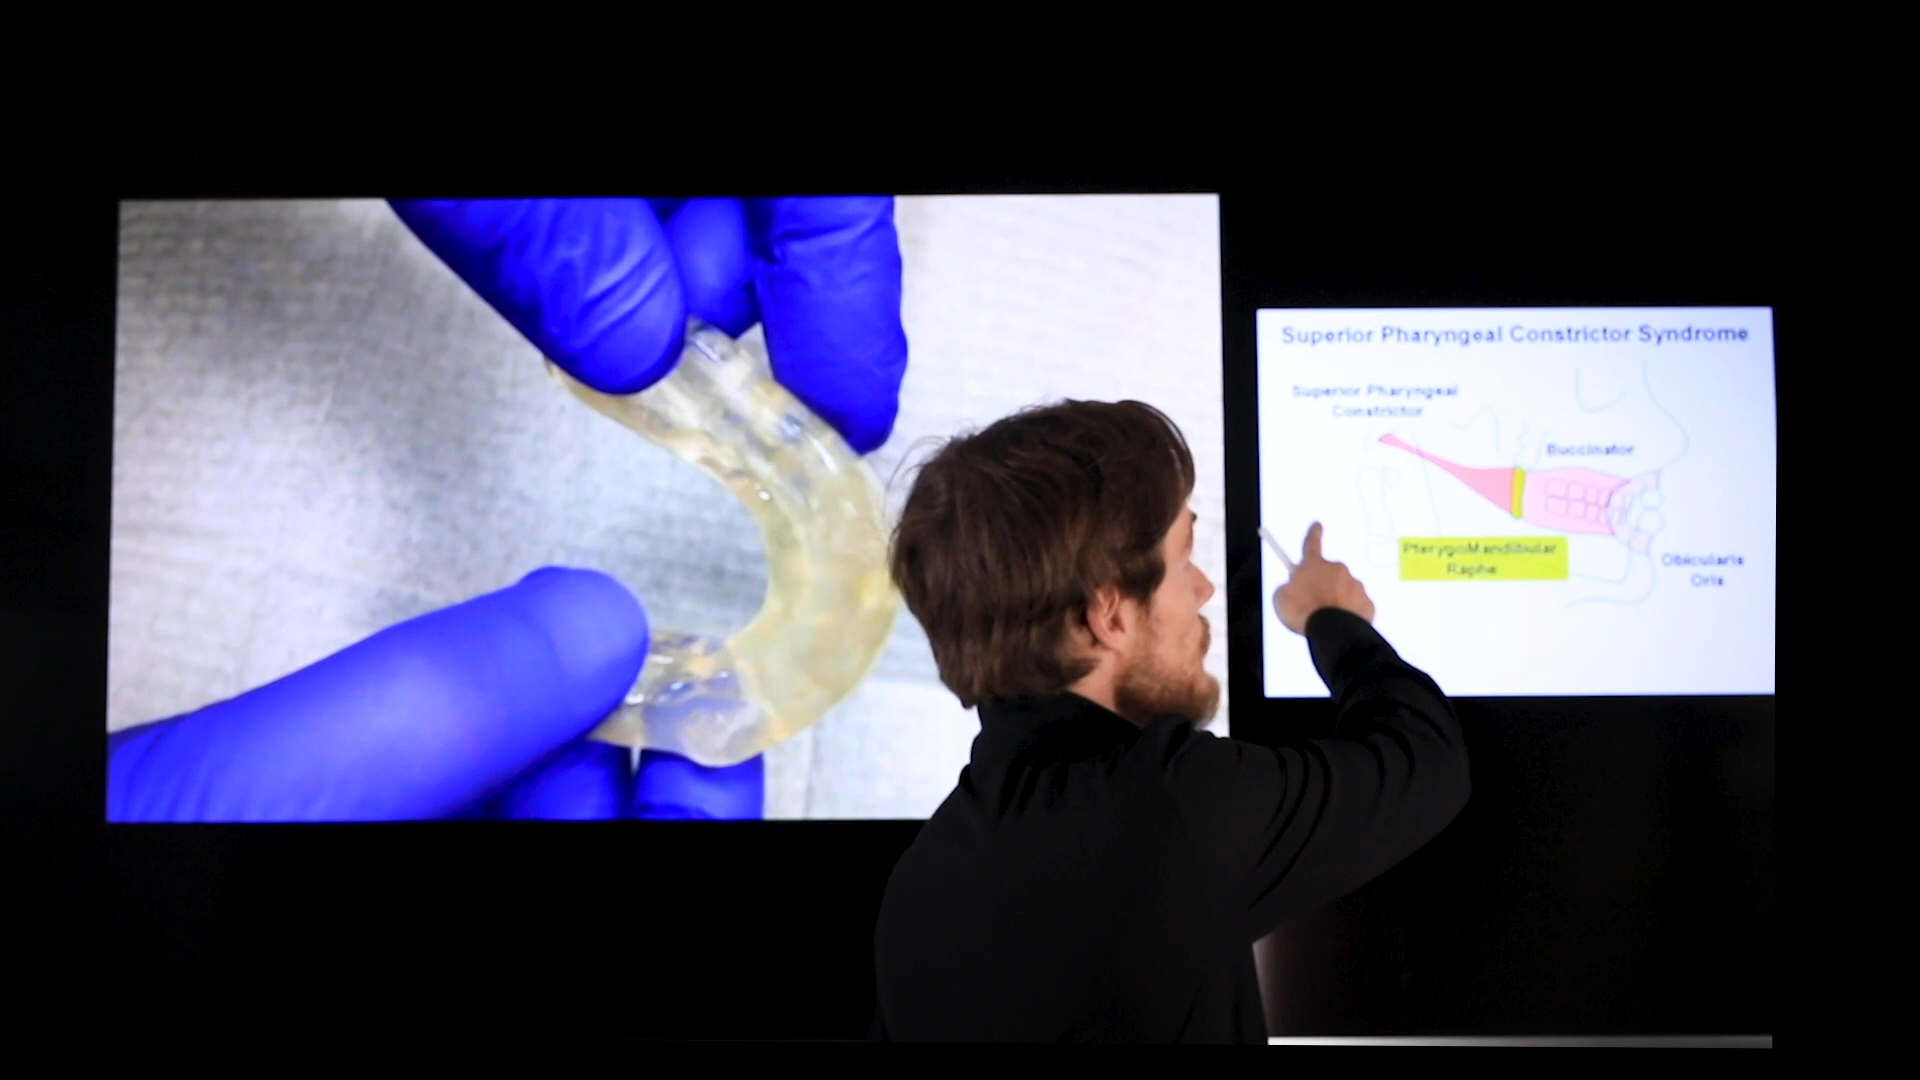 Superior Pharyngeal Constrictor Syndrome
Superior Pharyngeal
Constrictor
Buccinator
PterygoMandibular
Raphe
Obicularis
Oris